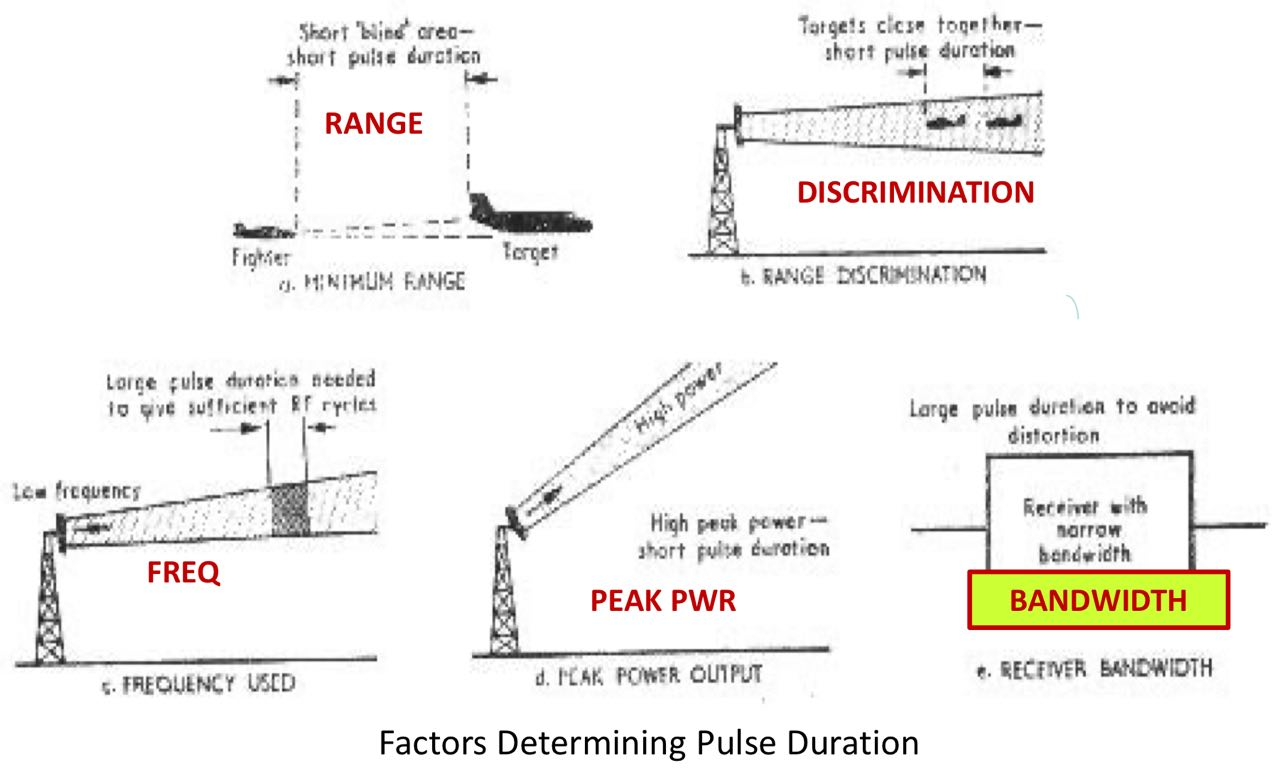 Short "blind" area—
short pulse duration
RANGE
Fighter
Target
a. MINIMUM RANGE
Targets close together—
short pulse duration
DISCRIMINATION
b. RANGE DISCRIMINATION
Large pulse duration needed
to give sufficient RF cycles
Low frequency
FREQ
c. FREQUENCY USED
High power
High peak power—
short pulse duration
PEAK PWR
d. PEAK POWER OUTPUT
Large pulse duration to avoid
distortion
Receiver with
narrow
bandwidth
BANDWIDTH
e. RECEIVER BANDWIDTH
Factors Determining Pulse Duration